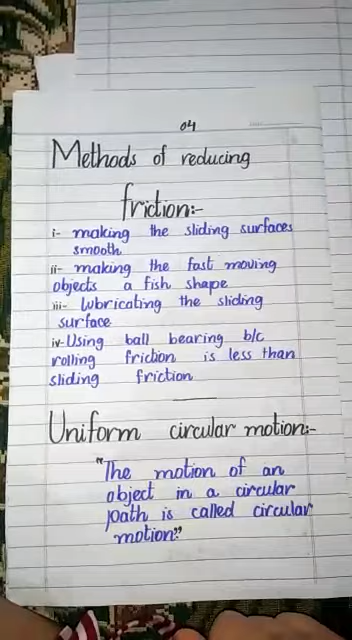 04
Methods of reducing
friction:-
i- making the sliding surfaces
smooth
ii- making the fast moving
objects a fish shape
iii- lubricating the sliding
surface
iv- Using ball bearing b/c
rolling friction is less than
sliding friction
Uniform circular motion:-
"The motion of an
object in a circular
path is called circular
motion"